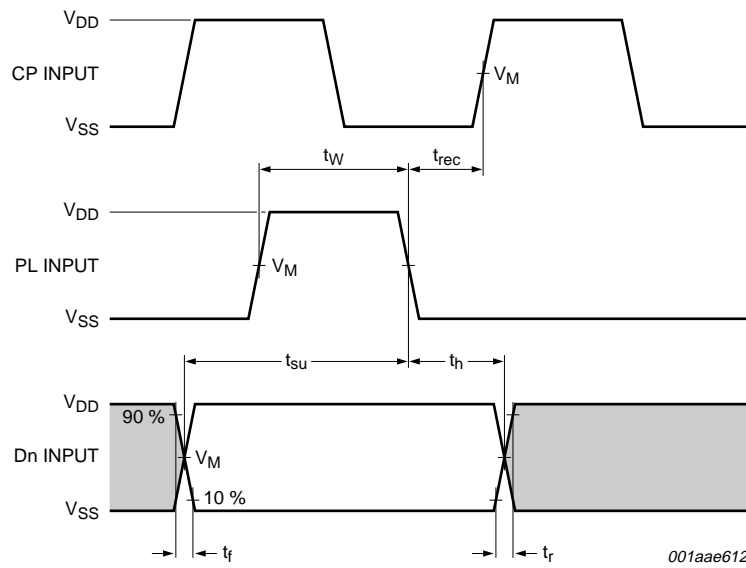 VDD
CP INPUT
VM
VSS
tW
trec
VDD
PL INPUT
VM
VSS
tsu
th
VDD
90 %
Dn INPUT
VM
10 %
VSS
tf
tr
001aae612